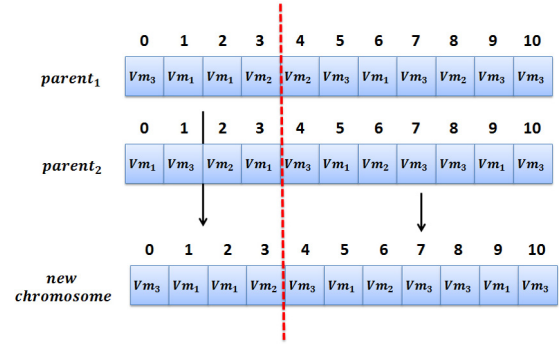 0 1 2 3 4 5 6 7 8 9 10
parent₁ Vm₃ Vm₁ Vm₁ Vm₂ Vm₂ Vm₃ Vm₁ Vm₃ Vm₂ Vm₃ Vm₃
0 1 2 3 4 5 6 7 8 9 10
parent₂ Vm₁ Vm₃ Vm₂ Vm₁ Vm₃ Vm₁ Vm₂ Vm₃ Vm₃ Vm₁ Vm₃
0 1 2 3 4 5 6 7 8 9 10
new
chromosome Vm₃ Vm₁ Vm₁ Vm₂ Vm₃ Vm₁ Vm₂ Vm₃ Vm₃ Vm₁ Vm₃